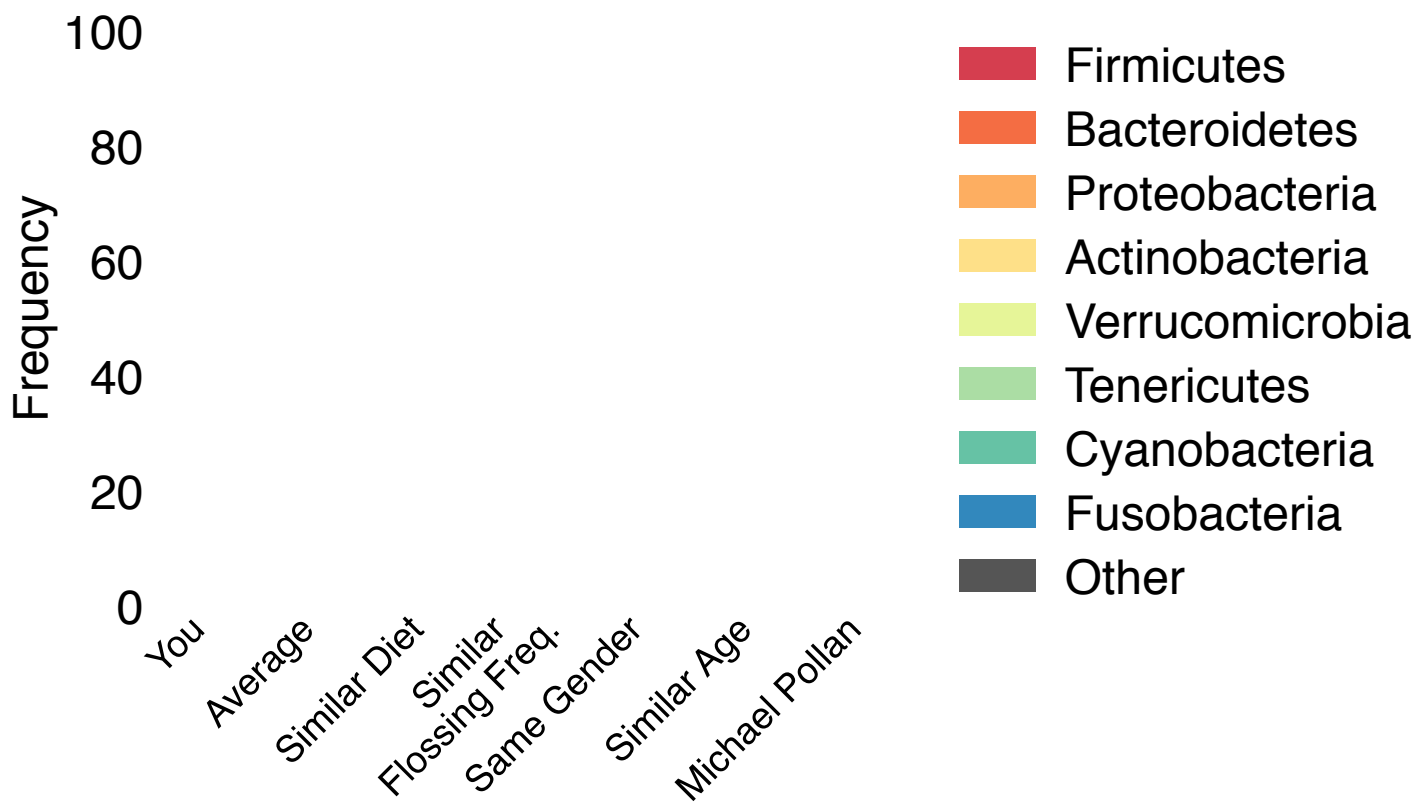 Frequency
100
80
60
40
20
0
You
Average
Similar Diet
Similar
Flossing Freq.
Same Gender
Similar Age
Michael Pollan
Firmicutes
Bacteroidetes
Proteobacteria
Actinobacteria
Verrucomicrobia
Tenericutes
Cyanobacteria
Fusobacteria
Other